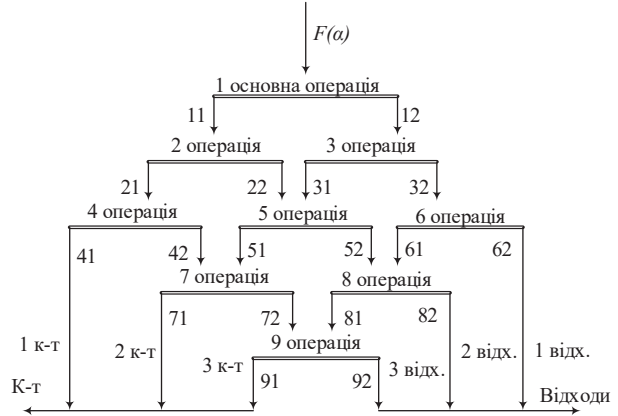 F(α)
1 основна операція
11 12
2 операція 3 операція
21 22 31 32
4 операція 5 операція 6 операція
41 42 51 52 61 62
7 операція 8 операція
71 72 81 82
9 операція
1 к-т 2 к-т 3 к-т 91 92 3 відх. 2 відх. 1 відх.
К-т Відходи